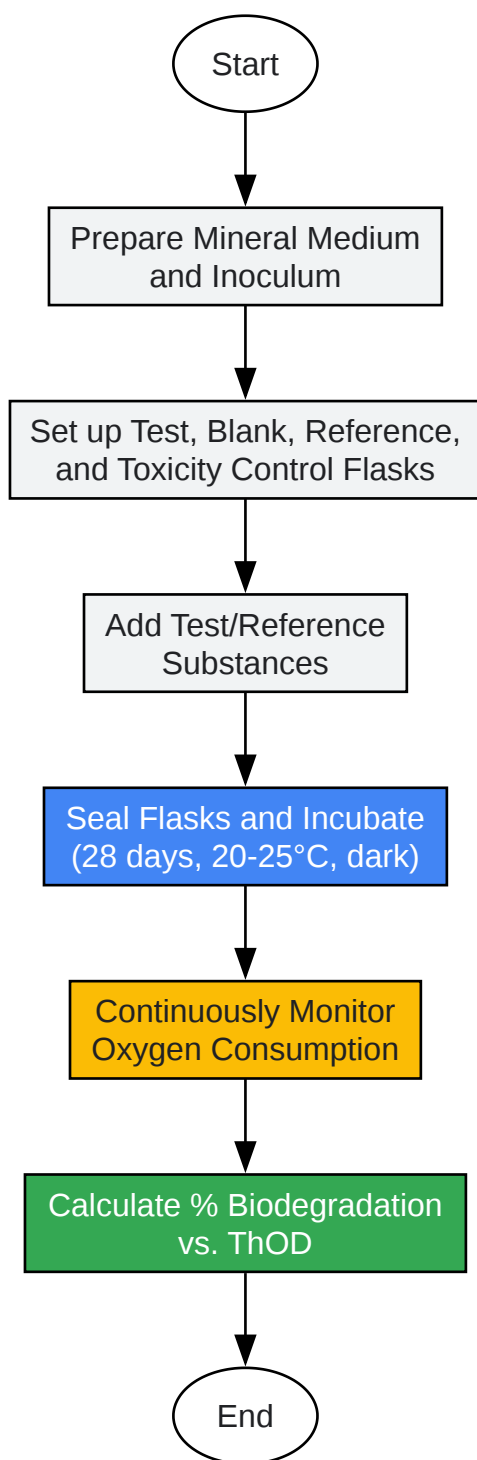 Start
Prepare Mineral Medium
and Inoculum
Set up Test, Blank, Reference,
and Toxicity Control Flasks
Add Test/Reference
Substances
Seal Flasks and Incubate
(28 days, 20-25°C, dark)
Continuously Monitor
Oxygen Consumption
Calculate % Biodegradation
vs. ThOD
End